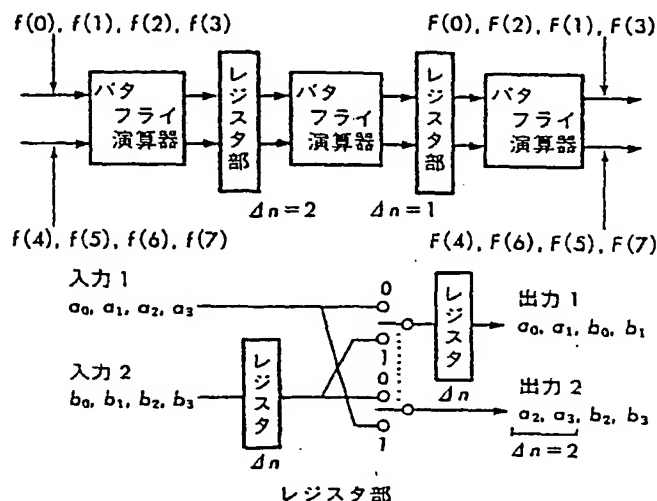 f(0), f(1), f(2), f(3)
F(0), F(2), F(1), F(3)
バタ
フライ
演算器
レジスタ部
バタ
フライ
演算器
レジスタ部
バタ
フライ
演算器
Δn=2
Δn=1
f(4), f(5), f(6), f(7)
F(4), F(6), F(5), F(7)
入力1
a₀, a₁, a₂, a₃
0
1
レジスタ
Δn
出力1
a₀, a₁, b₀, b₁
入力2
b₀, b₁, b₂, b₃
レジスタ
Δn
0
1
出力2
a₂, a₃, b₂, b₃
Δn=2
レジスタ部